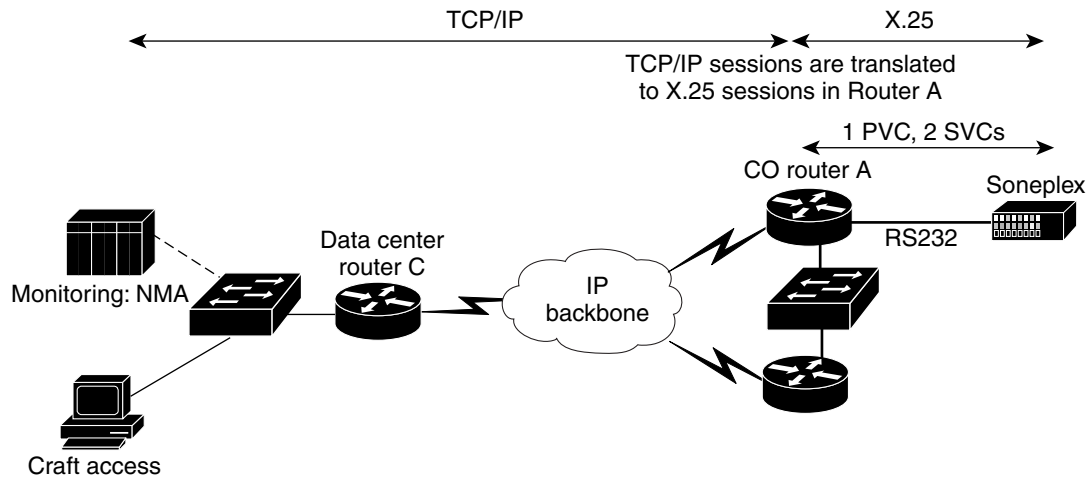 TCP/IP
X.25
TCP/IP sessions are translated
to X.25 sessions in Router A
1 PVC, 2 SVCs
CO router A
Soneplex
RS232
Data center
router C
IP
backbone
Monitoring: NMA
Craft access